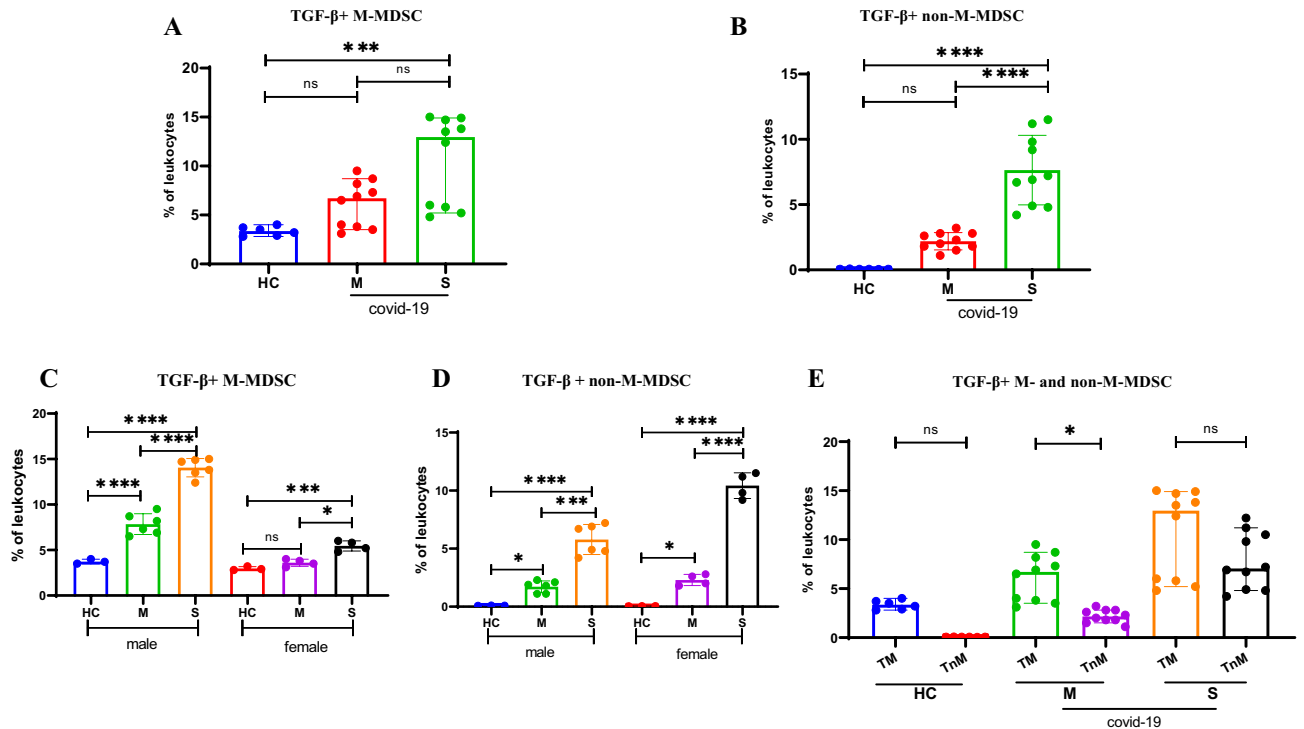 A
TGF-β+ M-MDSC
% of leukocytes
20
15
10
5
0
***
ns
ns
HC
M
S
covid-19
B
TGF-β+ non-M-MDSC
% of leukocytes
15
10
5
0
****
****
ns
HC
M
S
covid-19
C
TGF-β+ M-MDSC
% of leukocytes
20
15
10
5
0
****
****
****
***
*
ns
HC
M
S
HC
M
S
male
female
D
TGF-β + non-M-MDSC
% of leukocytes
15
10
5
0
****
***
*
****
****
*
HC
M
S
HC
M
S
male
female
E
TGF-β+ M- and non-M-MDSC
% of leukocytes
20
15
10
5
0
ns
*
ns
TM
TnM
TM
TnM
TM
TnM
HC
M
S
covid-19